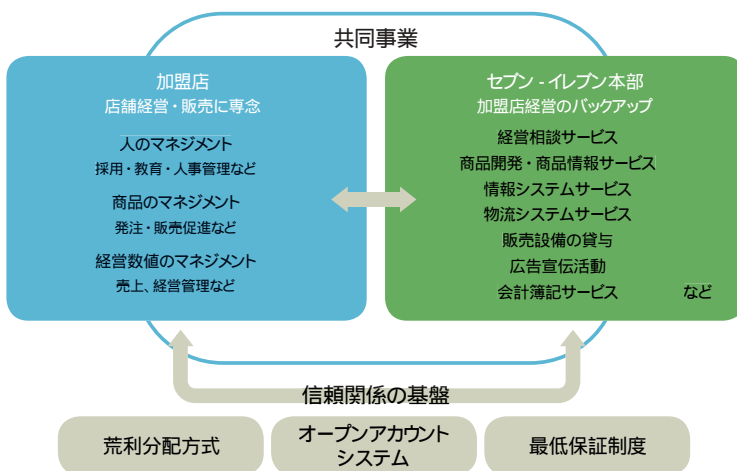 共同事業
加盟店
店舗経営・販売に専念
人のマネジメント
採用・教育・人事管理など
商品のマネジメント
発注・販売促進など
経営数値のマネジメント
売上、経営管理など
セブン‐イレブン本部
加盟店経営のバックアップ
経営相談サービス
商品開発・商品情報サービス
情報システムサービス
物流システムサービス
販売設備の貸与
広告宣伝活動
会計簿記サービス など
信頼関係の基盤
荒利分配方式
オープンアカウント
システム
最低保証制度